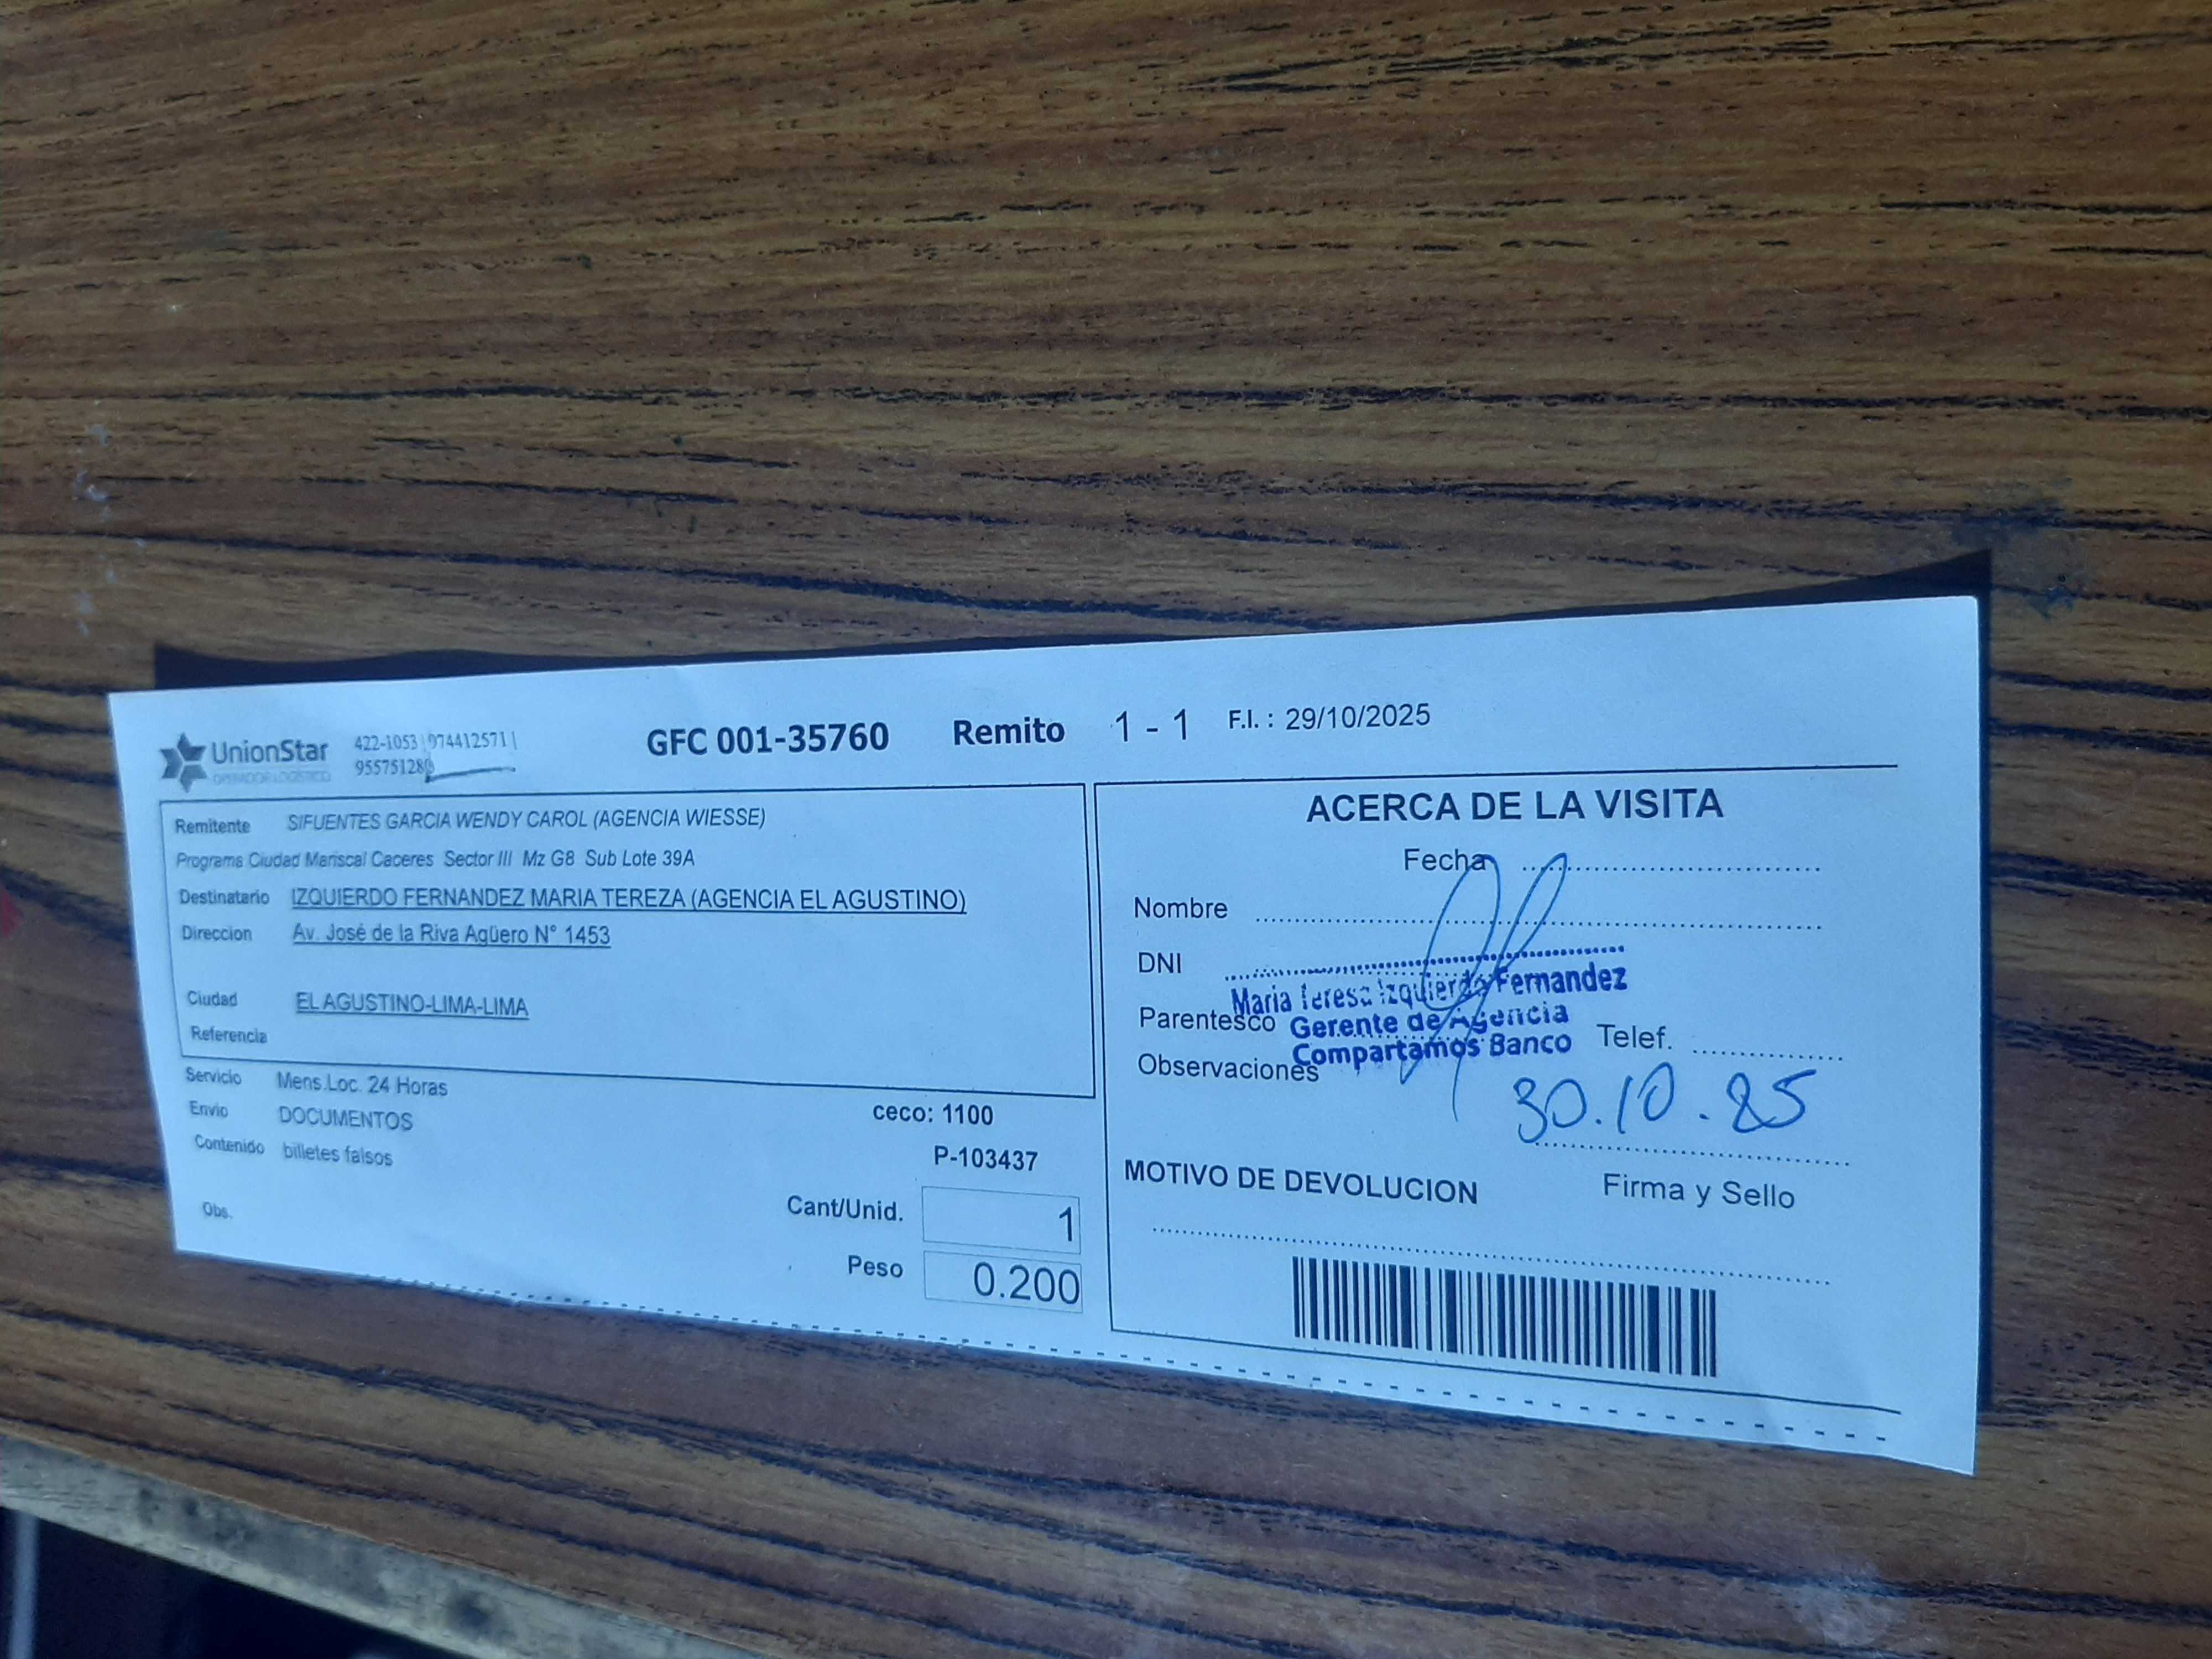 UnionStar
OPERADOR LOGÍSTICO
422-1053 | 974412571 |
955751280
GFC 001-35760 Remito 1 - 1 F.I. : 29/10/2025
Remitente SIFUENTES GARCIA WENDY CAROL (AGENCIA WIESSE)
Programa Ciudad Mariscal Caceres Sector III Mz G8 Sub Lote 39A
Destinatario IZQUIERDO FERNANDEZ MARIA TEREZA (AGENCIA EL AGUSTINO)
Direccion Av. José de la Riva Agüero N° 1453
Ciudad EL AGUSTINO-LIMA-LIMA
Referencia
Servicio Mens.Loc. 24 Horas
Envio DOCUMENTOS
ceco: 1100
Contenido billetes falsos
P-103437
Obs.
Cant/Unid. 1
Peso 0.200
ACERCA DE LA VISITA
Fecha
Nombre
DNI
Maria Teresa Izquierdo Fernandez
Parentesco
Gerente de Agencia
Telef.
Observaciones
Compartamos Banco
30.10.25
Firma y Sello
MOTIVO DE DEVOLUCION